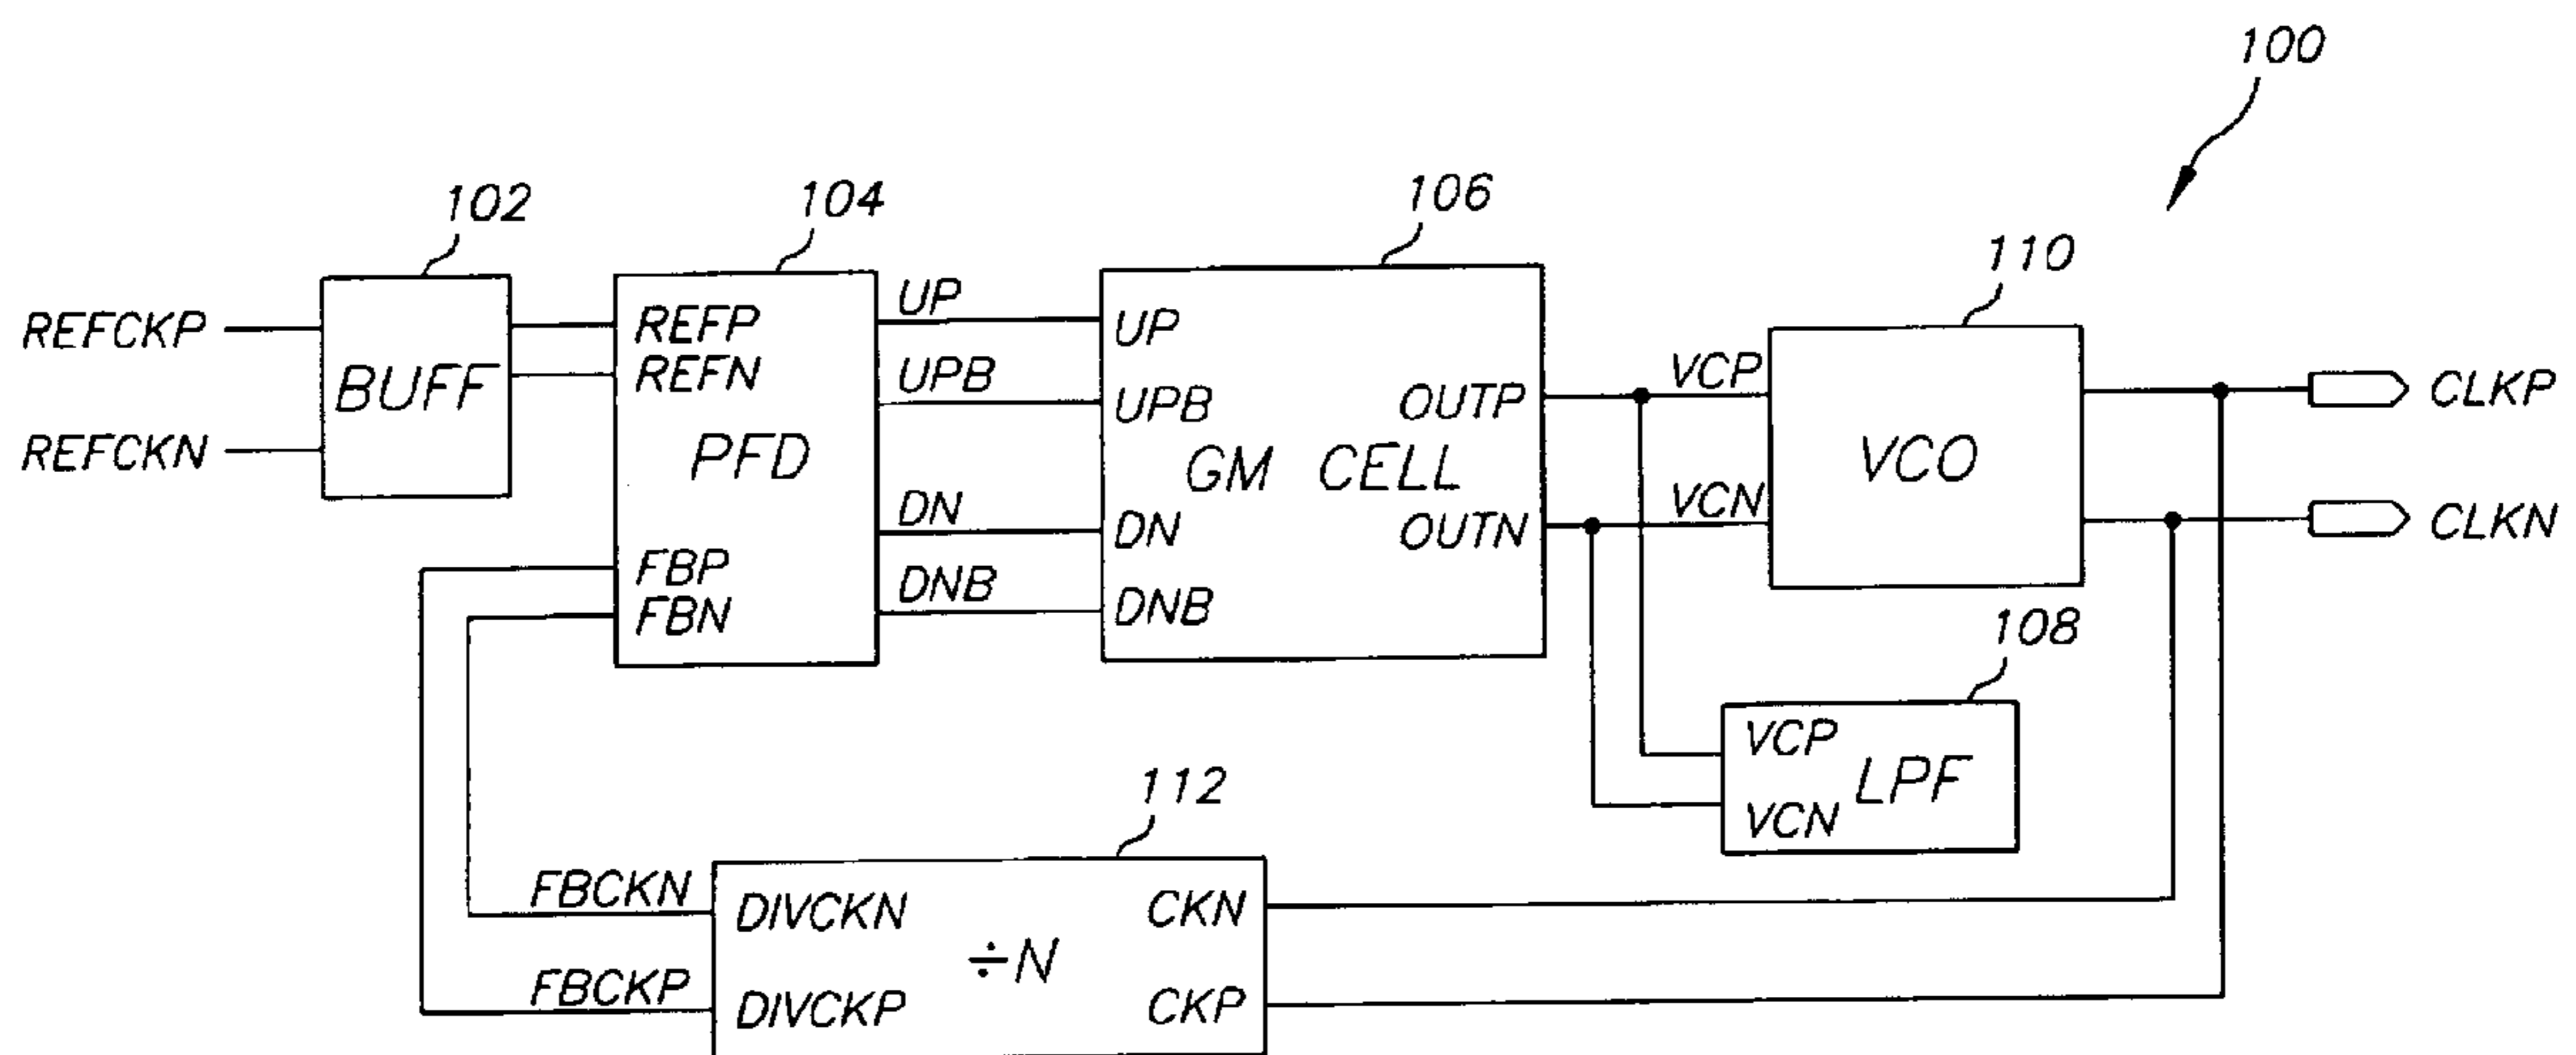 100
102
104
106
110
REFCKP
REFCKN
BUFF
REFP
REFN
PFD
FBP
FBN
UP
UPB
DN
DNB
UP
UPB
GM CELL
DN
DNB
OUTP
OUTN
VCP
VCN
VCO
CLKP
CLKN
108
VCP
LPF
VCN
112
FBCKN
FBCKP
DIVCKN
÷N
DIVCKP
CKN
CKP